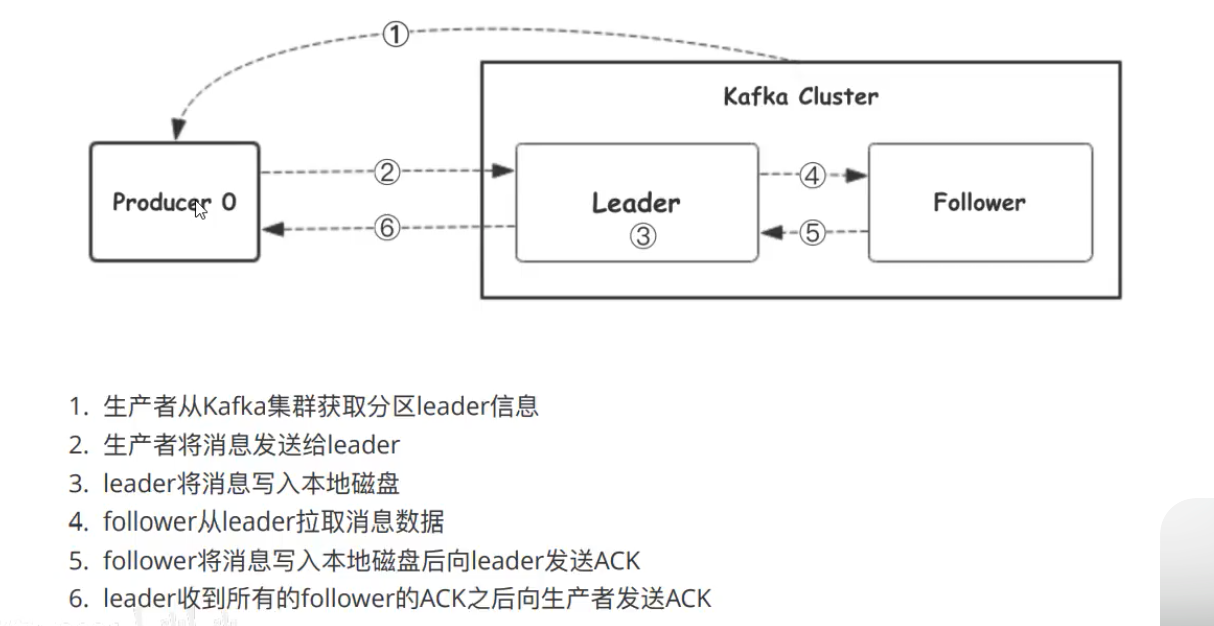 ①
Kafka Cluster
Producer 0
②
Leader
③
④
Follower
⑥
⑤
1. 生产者从Kafka集群获取分区leader信息
2. 生产者将消息发送给leader
3. leader将消息写入本地磁盘
4. follower从leader拉取消息数据
5. follower将消息写入本地磁盘后向leader发送ACK
6. leader收到所有的follower的ACK之后向生产者发送ACK